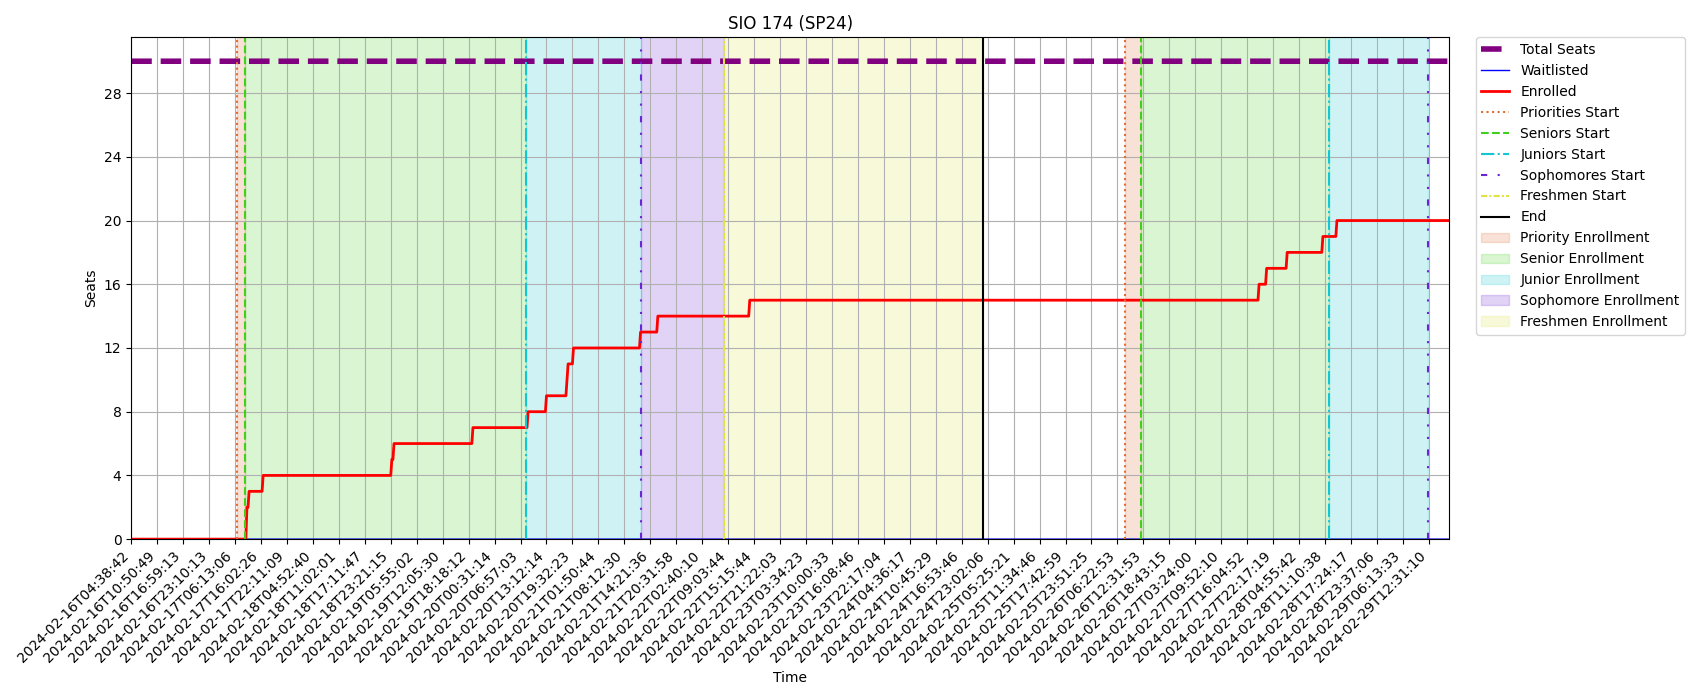 SIO 174 (SP24)
Seats
28
24
20
16
12
8
4
0
2024-02-16T04:38:42
2024-02-16T10:50:49
2024-02-16T16:59:13
2024-02-16T23:10:13
2024-02-17T06:13:06
2024-02-17T16:02:26
2024-02-17T22:11:09
2024-02-18T04:52:40
2024-02-18T11:02:01
2024-02-18T17:11:47
2024-02-18T23:21:15
2024-02-19T05:55:02
2024-02-19T12:05:30
2024-02-19T18:18:12
2024-02-20T00:31:14
2024-02-20T06:57:03
2024-02-20T13:12:14
2024-02-20T19:32:23
2024-02-21T01:50:44
2024-02-21T08:12:30
2024-02-21T14:21:36
2024-02-21T20:31:58
2024-02-22T02:40:10
2024-02-22T09:03:44
2024-02-22T15:15:44
2024-02-22T21:22:03
2024-02-23T03:34:23
2024-02-23T10:00:33
2024-02-23T16:08:46
2024-02-23T22:17:04
2024-02-24T04:36:17
2024-02-24T10:45:29
2024-02-24T16:53:46
2024-02-24T23:02:06
2024-02-25T05:25:21
2024-02-25T11:34:46
2024-02-25T17:42:59
2024-02-25T23:51:25
2024-02-26T06:22:53
2024-02-26T12:31:53
2024-02-26T18:43:15
2024-02-27T03:24:00
2024-02-27T09:52:10
2024-02-27T16:04:52
2024-02-27T22:17:19
2024-02-28T04:55:42
2024-02-28T11:10:38
2024-02-28T17:24:17
2024-02-28T23:37:06
2024-02-29T06:13:33
2024-02-29T12:31:10
Time
Total Seats
Waitlisted
Enrolled
Priorities Start
Seniors Start
Juniors Start
Sophomores Start
Freshmen Start
End
Priority Enrollment
Senior Enrollment
Junior Enrollment
Sophomore Enrollment
Freshmen Enrollment